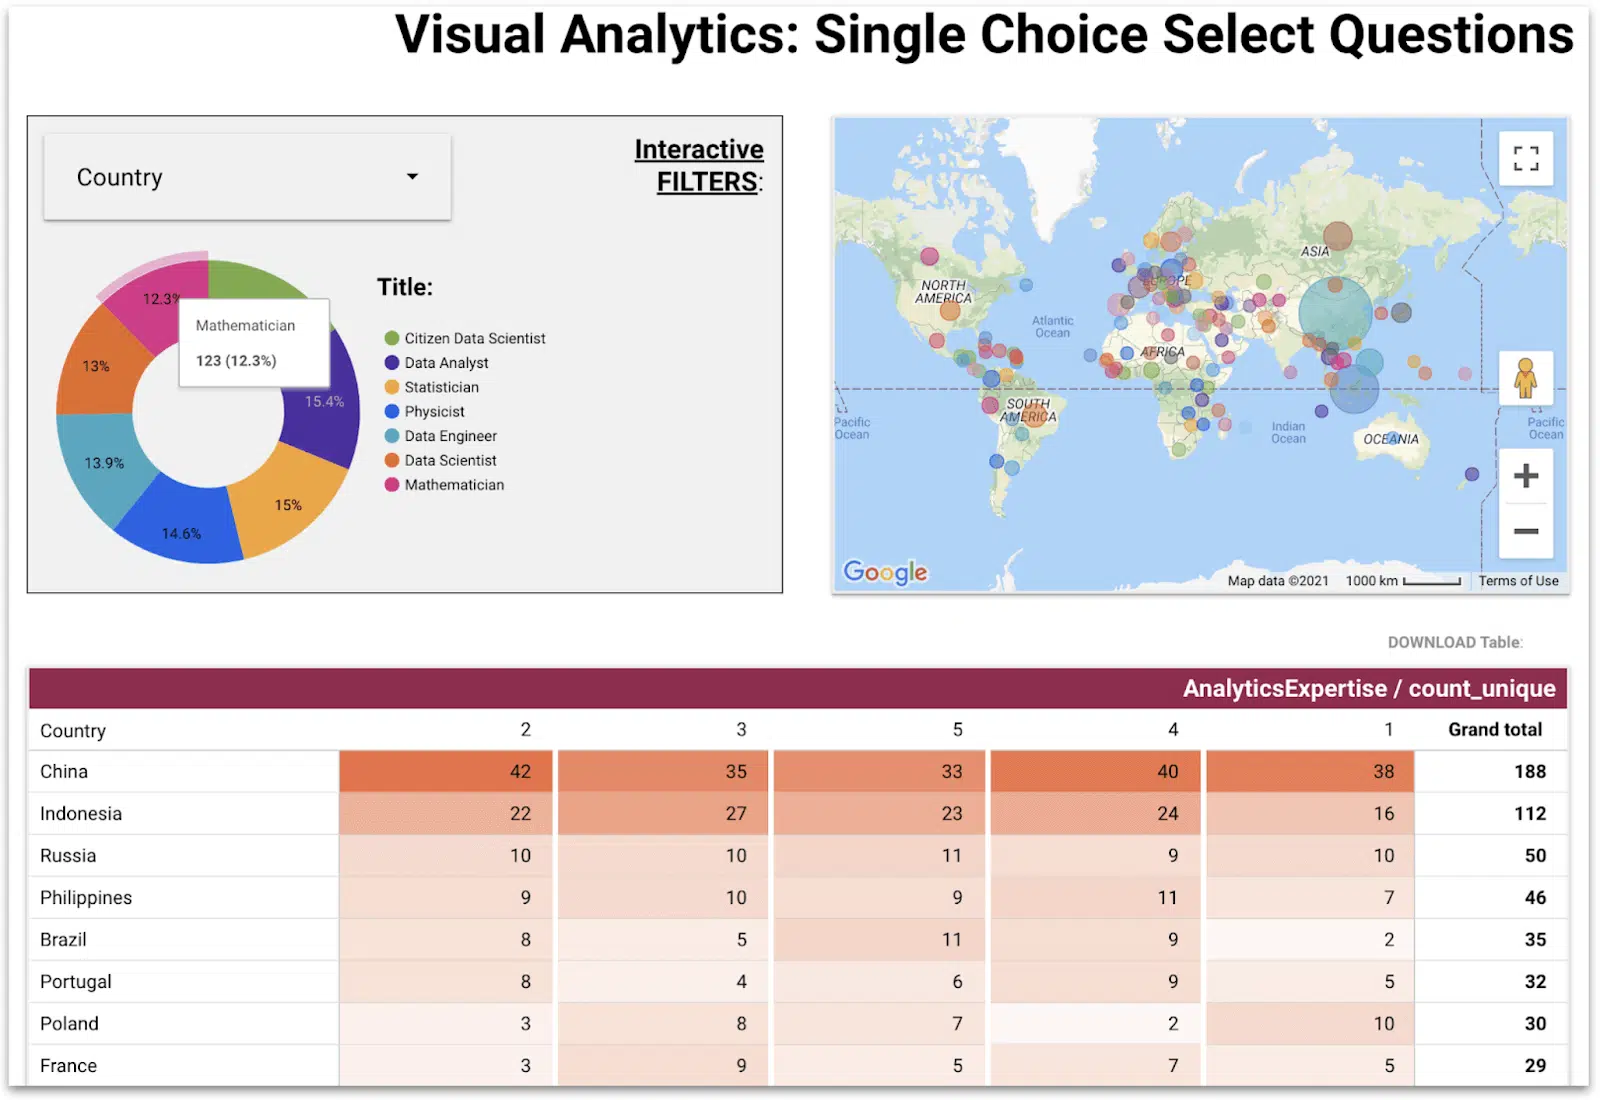 Visual Analytics: Single Choice Select Questions
Country
Interactive
FILTERS:
Title:
Citizen Data Scientist
Data Analyst
Statistician
Physicist
Data Engineer
Data Scientist
Mathematician
12.3%
Mathematician
123 (12.3%)
13%
15.4%
13.9%
15%
14.6%
ASIA
EUROPE
NORTH
AMERICA
Atlantic
Ocean
AFRICA
SOUTH
AMERICA
Pacific
Ocean
Indian
Ocean
OCEANIA
Pacific
Ocean
Google
Map data ©2021 1000 km Terms of Use
DOWNLOAD Table:
AnalyticsExpertise / count_unique
Country 2 3 5 4 1 Grand total
China 42 35 33 40 38 188
Indonesia 22 27 23 24 16 112
Russia 10 10 11 9 10 50
Philippines 9 10 9 11 7 46
Brazil 8 5 11 9 2 35
Portugal 8 4 6 9 5 32
Poland 3 8 7 2 10 30
France 3 9 5 7 5 29